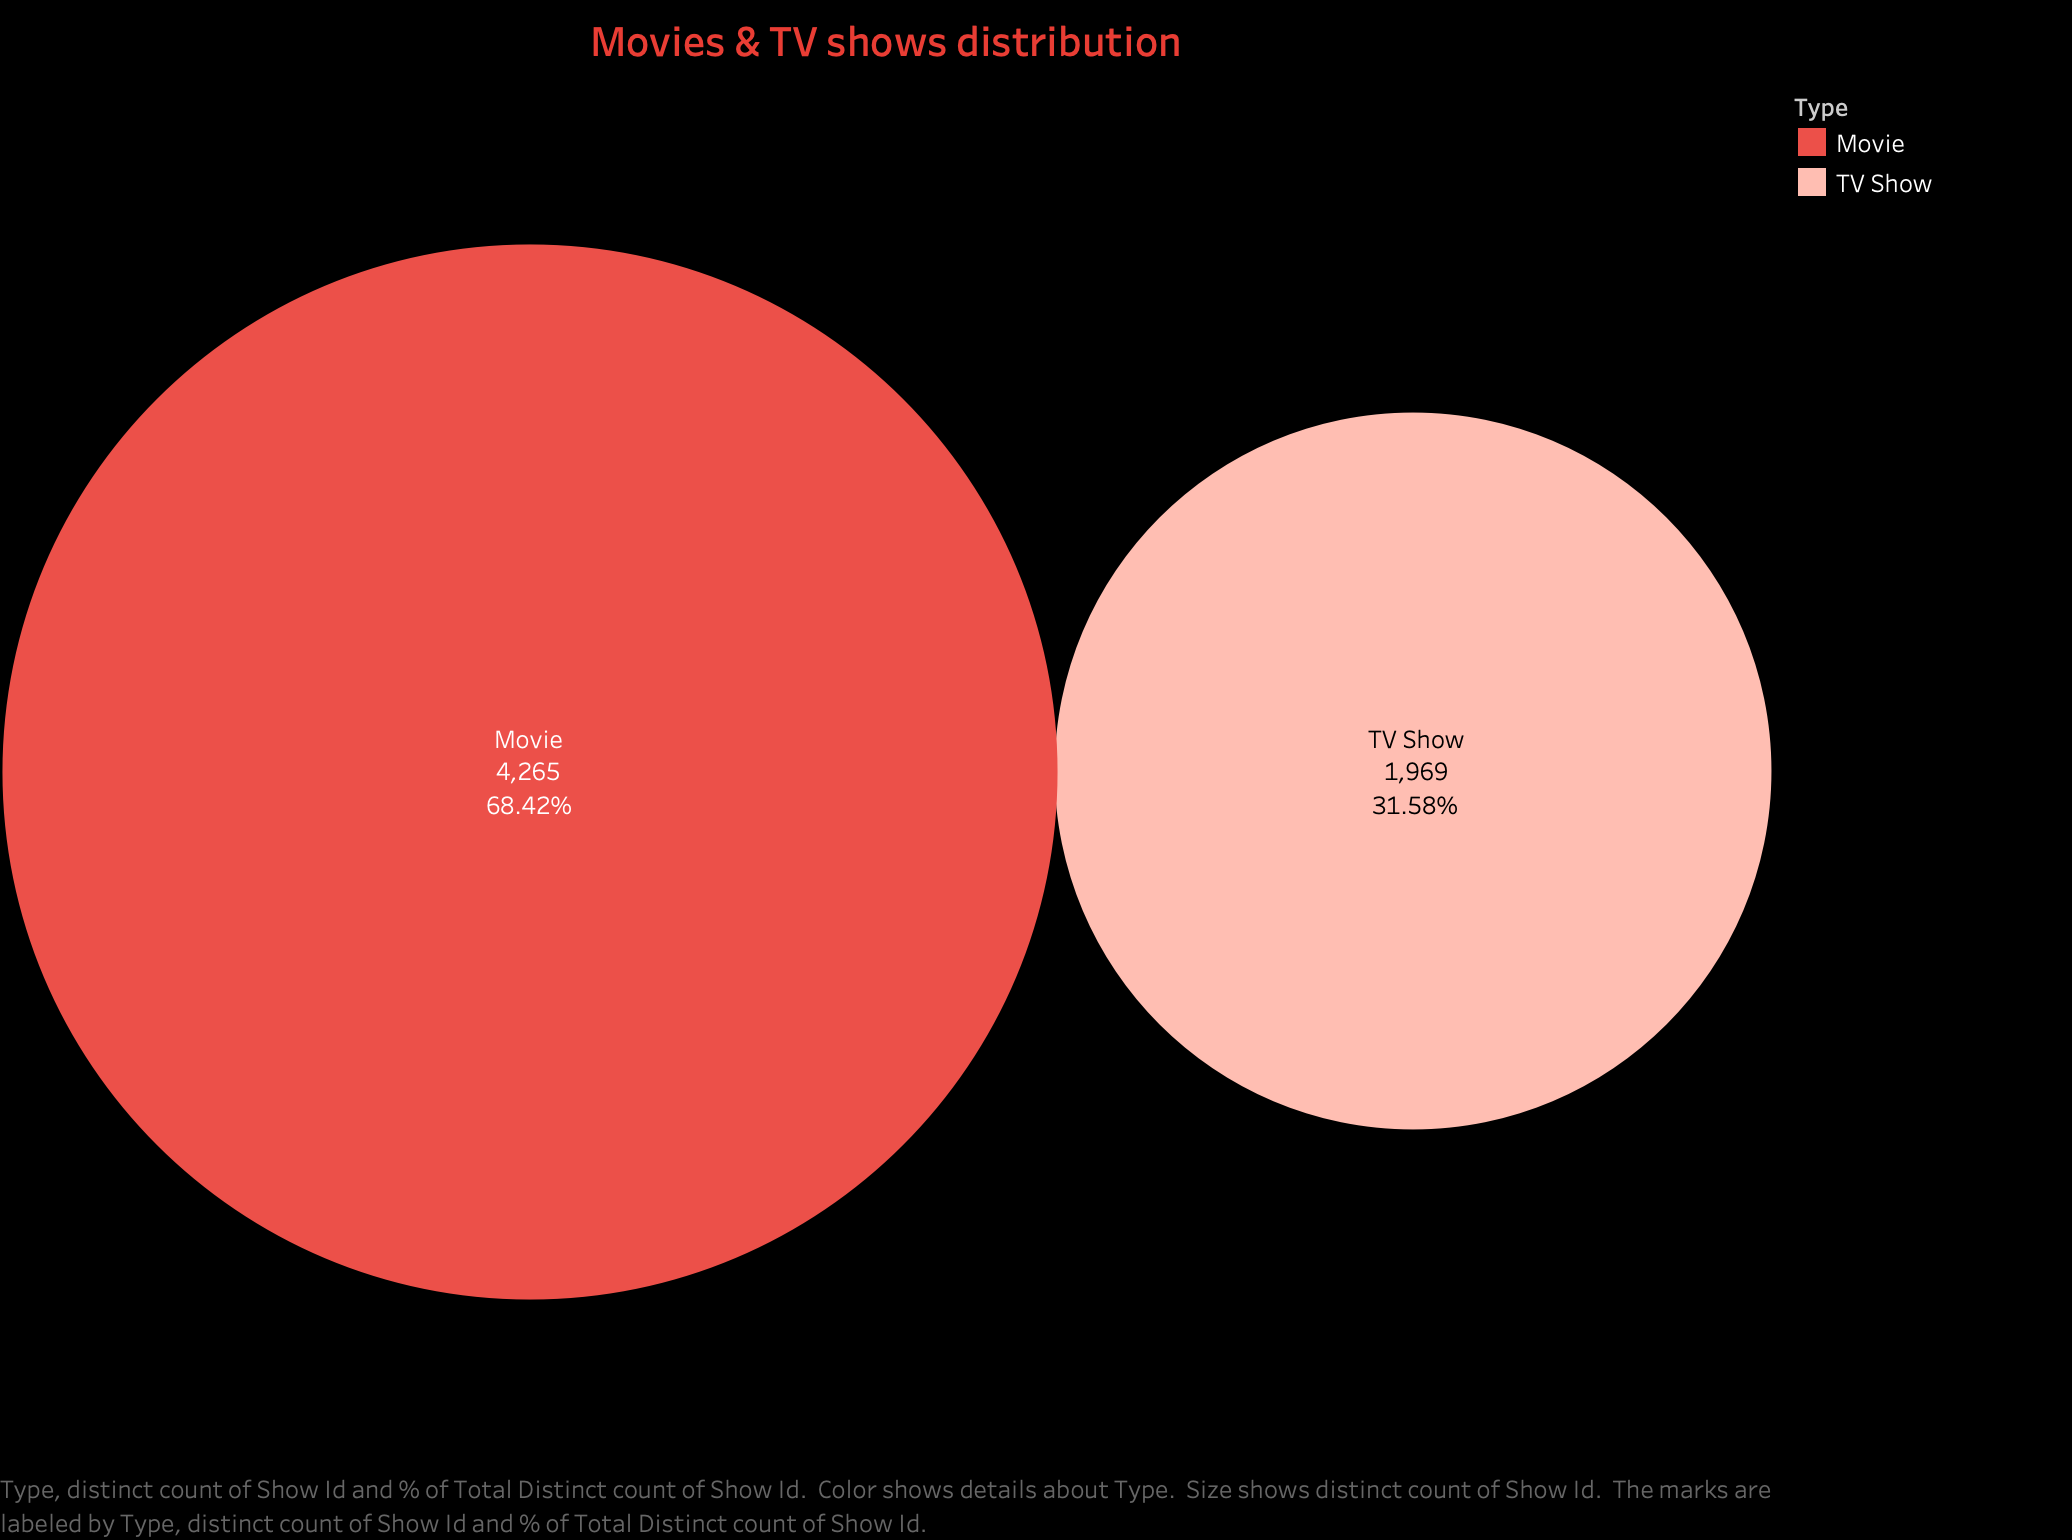 Movies & TV shows distribution
Type
Movie
TV Show
Movie
4,265
68.42%
TV Show
1,969
31.58%
Type, distinct count of Show Id and % of Total Distinct count of Show Id.  Color shows details about Type.  Size shows distinct count of Show Id.  The marks are
labeled by Type, distinct count of Show Id and % of Total Distinct count of Show Id.